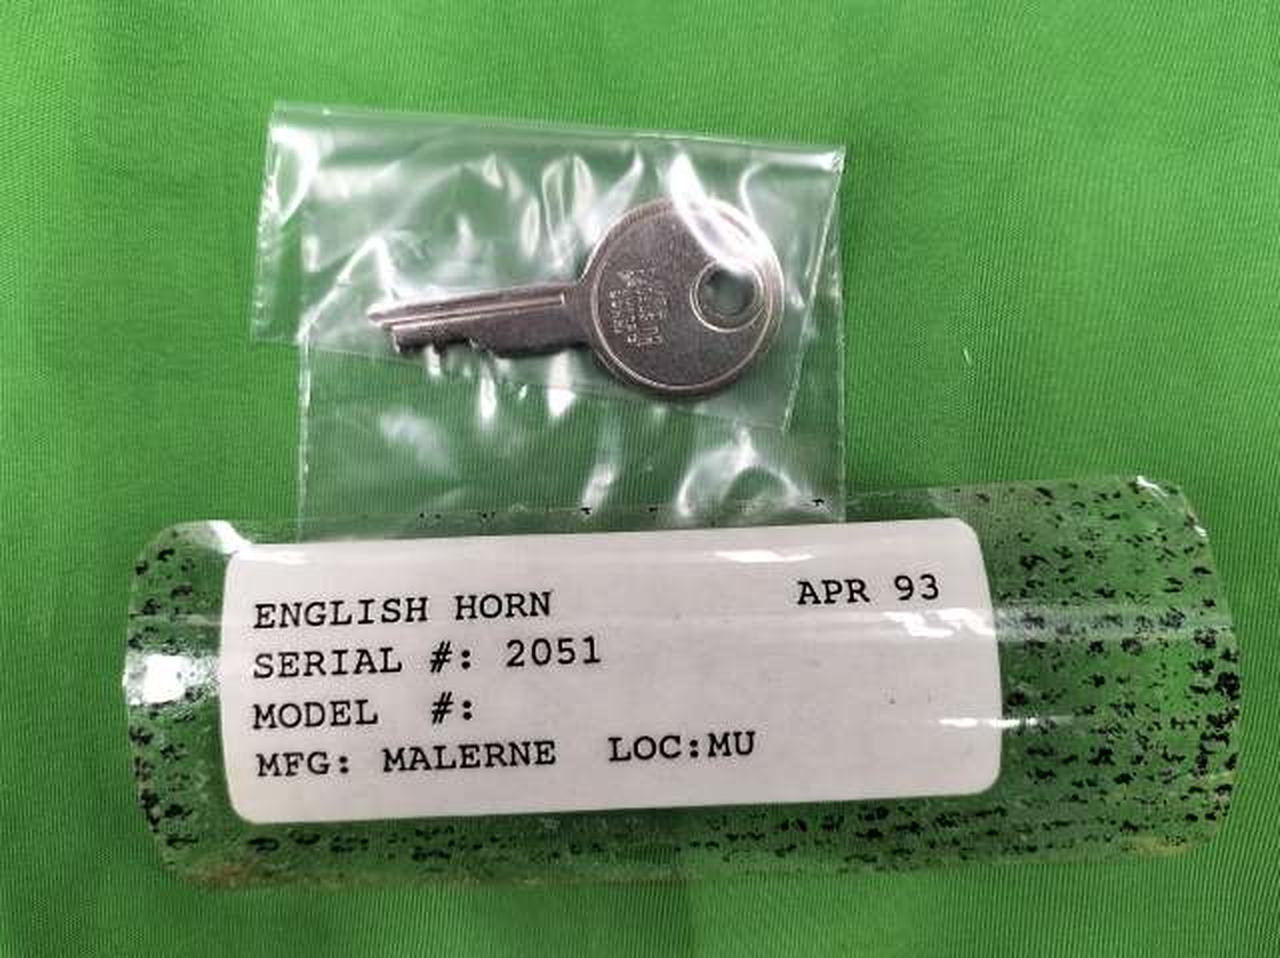 ENGLISH HORN APR 93
SERIAL #: 2051
MODEL #:
MFG: MALERNE LOC:MU